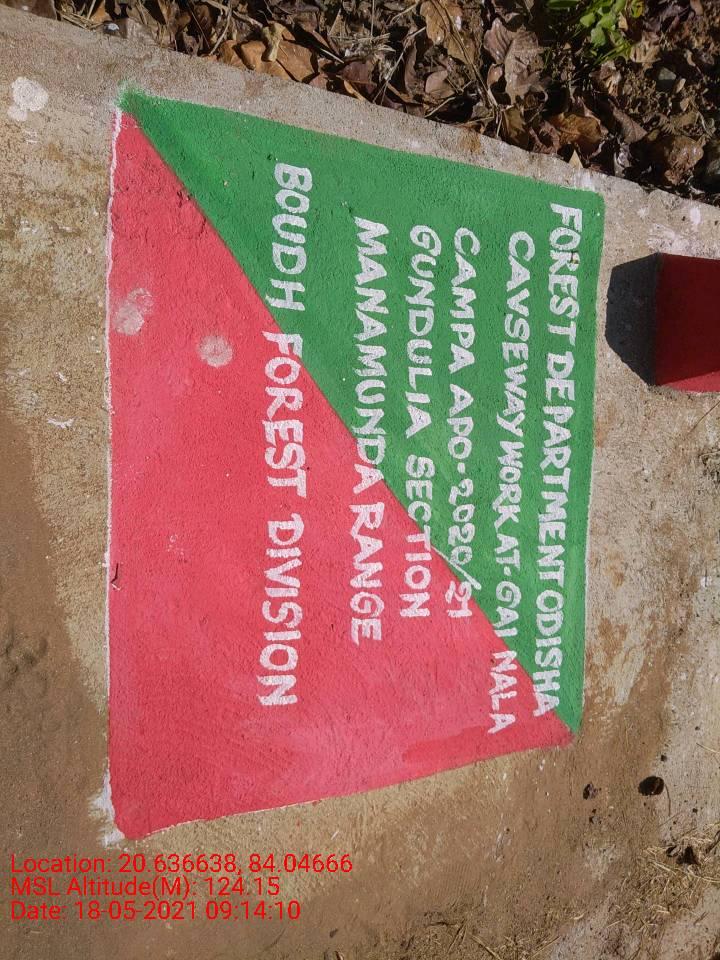 FOREST DEPARTMENT ODISHA
CAVSEWAY WORK AT-GAI NALA
CAMPA APO-2020/21
GUNDULIA SECTION
MANAMUNDA RANGE
BOUDH FOREST DIVISION
Location: 20.636638, 84.04666
MSL Altitude(M): 124.15
Date: 18-05-2021 09:14:10